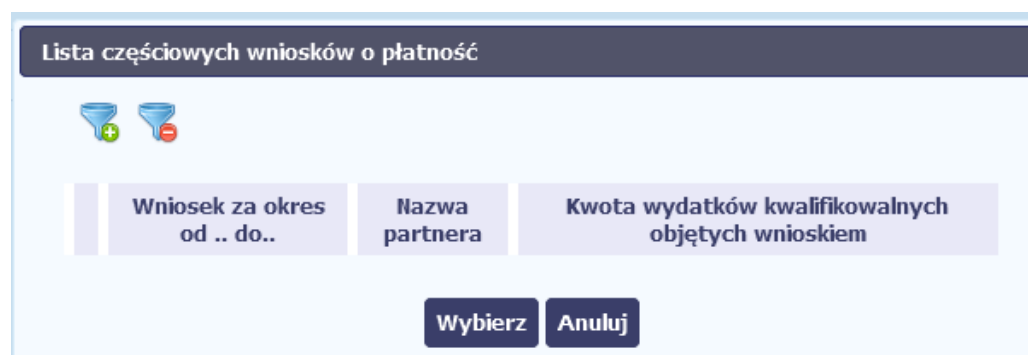 Lista częściowych wniosków o płatność
Wniosek za okres
od .. do..
Nazwa
partnera
Kwota wydatków kwalifikowalnych
objętych wnioskiem
Wybierz Anuluj